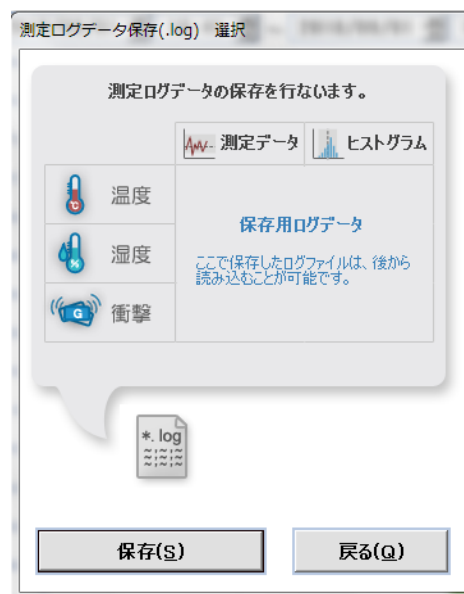 測定ログデータ保存(.log) 選択
測定ログデータの保存を行ないます。
測定データ ヒストグラム
℃ 温度
% 湿度
G 衝撃
保存用ログデータ
ここで保存したログファイルは、後から
読み込むことが可能です。
*. log
保存(S) 戻る(Q)